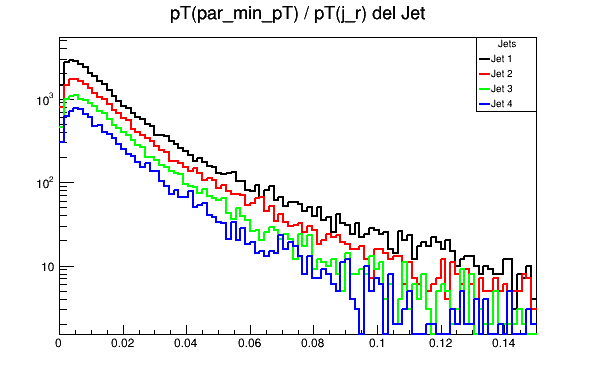 pT(par_min_pT) / pT(j_r) del Jet
Jets
Jet 1
Jet 2
Jet 3
Jet 4
10³
10²
10
0 0.02 0.04 0.06 0.08 0.1 0.12 0.14